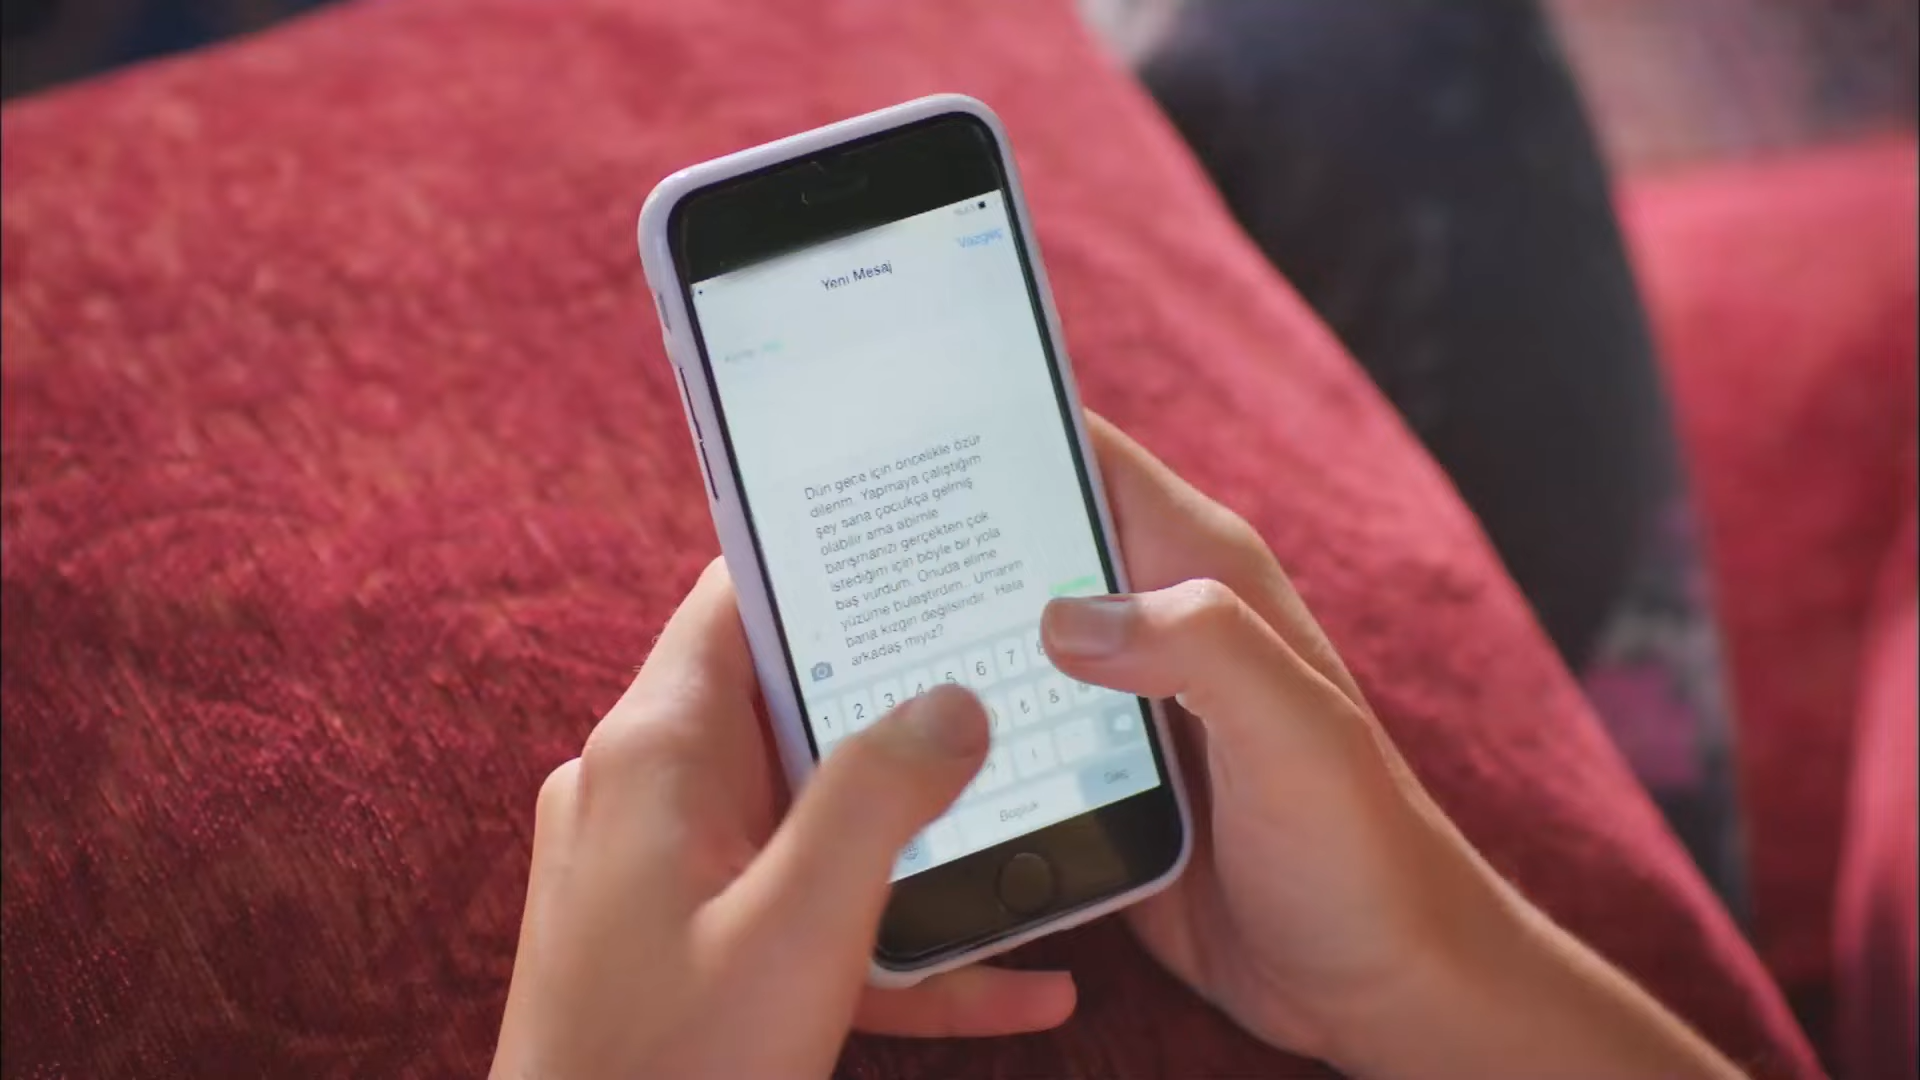 Vazgeç
Yeni Mesaj
Dün gece için öncelikle özür
dilerim. Yapmaya çalıştığım
şey sana çocukça gelmiş
olabilir ama abimle
barışmanızı gerçekten çok
istediğim için böyle bir yola
baş vurdum. Onuda elime
yüzüme bulaştırdım.. Umarım
bana kızgın değilsindir. Hala
arkadaş mıyız?
1 2 3 4 5 6 7 8
) ₺ &
Boşluk
Geç